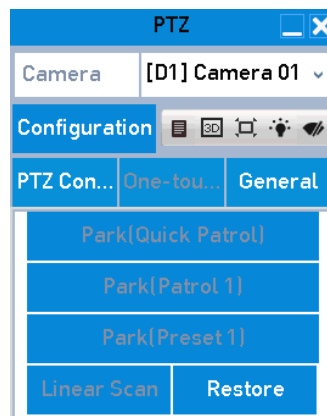 PTZ
Camera [D1] Camera 01
Configuration 3D
PTZ Con... One-tou... General
Park(Quick Patrol)
Park(Patrol 1)
Park(Preset 1)
Linear Scan Restore